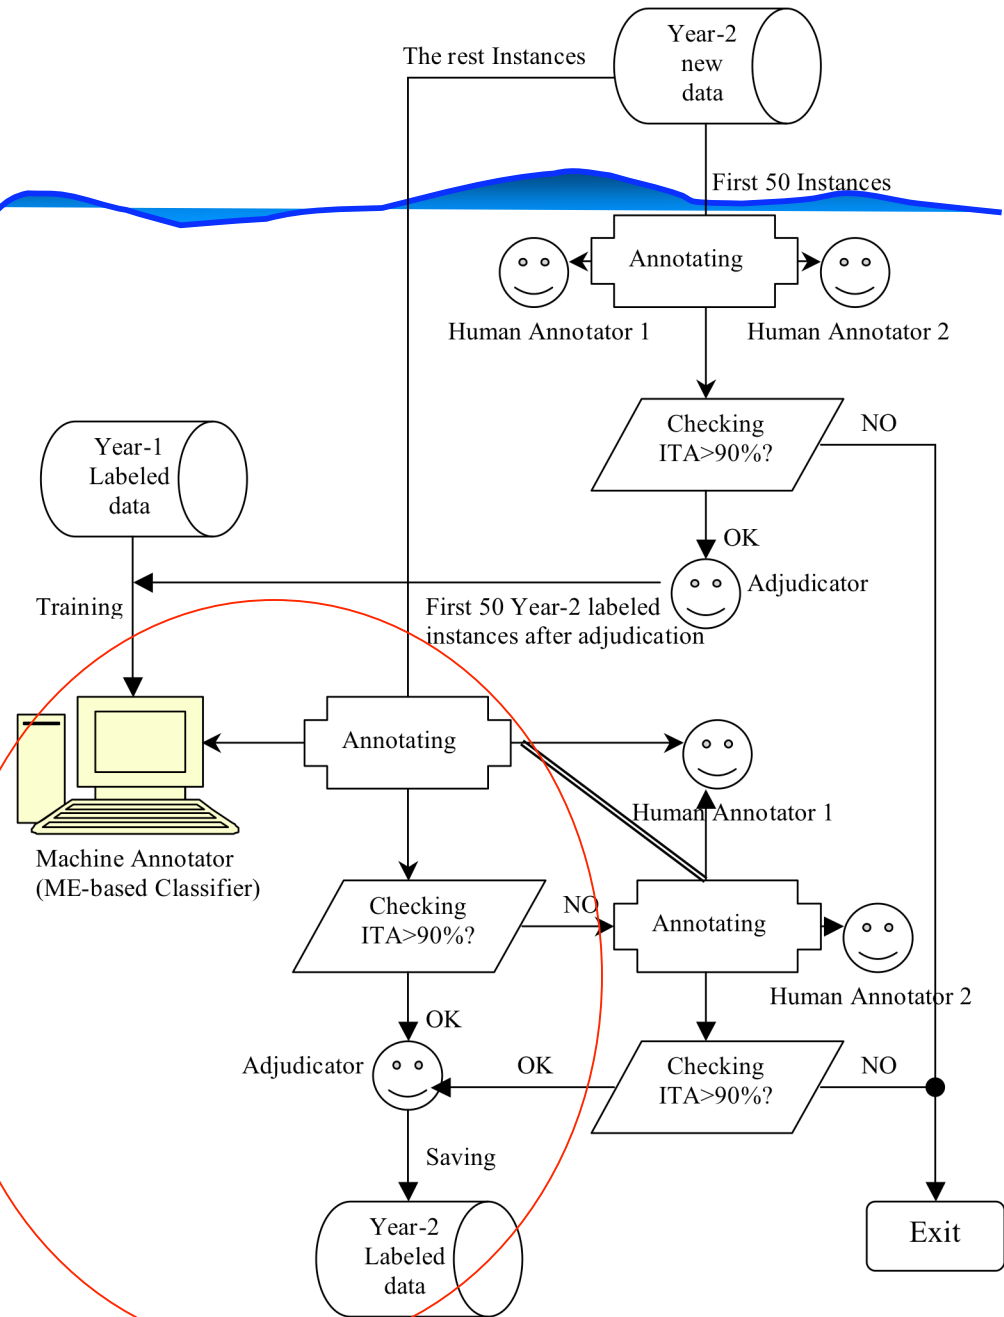 The rest Instances
Year-2
new
data
First 50 Instances
Annotating
Human Annotator 1
Human Annotator 2
Checking
ITA>90%?
NO
OK
Adjudicator
Year-1
Labeled
data
Training
First 50 Year-2 labeled
instances after adjudication
Annotating
Human Annotator 1
Machine Annotator
(ME-based Classifier)
Checking
ITA>90%?
NO
Annotating
Human Annotator 2
OK
Adjudicator
OK
Checking
ITA>90%?
NO
Saving
Year-2
Labeled
data
Exit